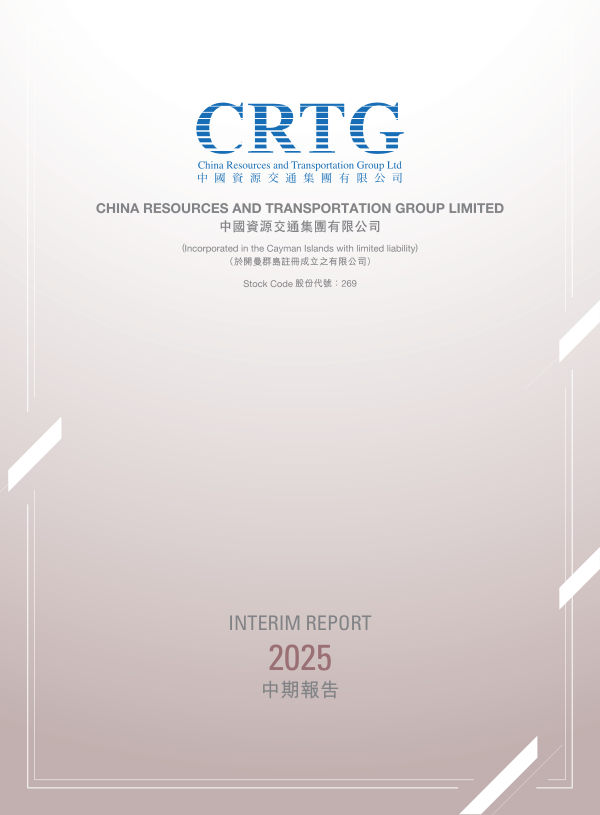 CRTG
China Resources and Transportation Group Ltd
中國資源交通集團有限公司
CHINA RESOURCES AND TRANSPORTATION GROUP LIMITED
中國資源交通集團有限公司
(Incorporated in the Cayman Islands with limited liability)
（於開曼群島註冊成立之有限公司）
Stock Code 股份代號：269
INTERIM REPORT
2025
中期報告